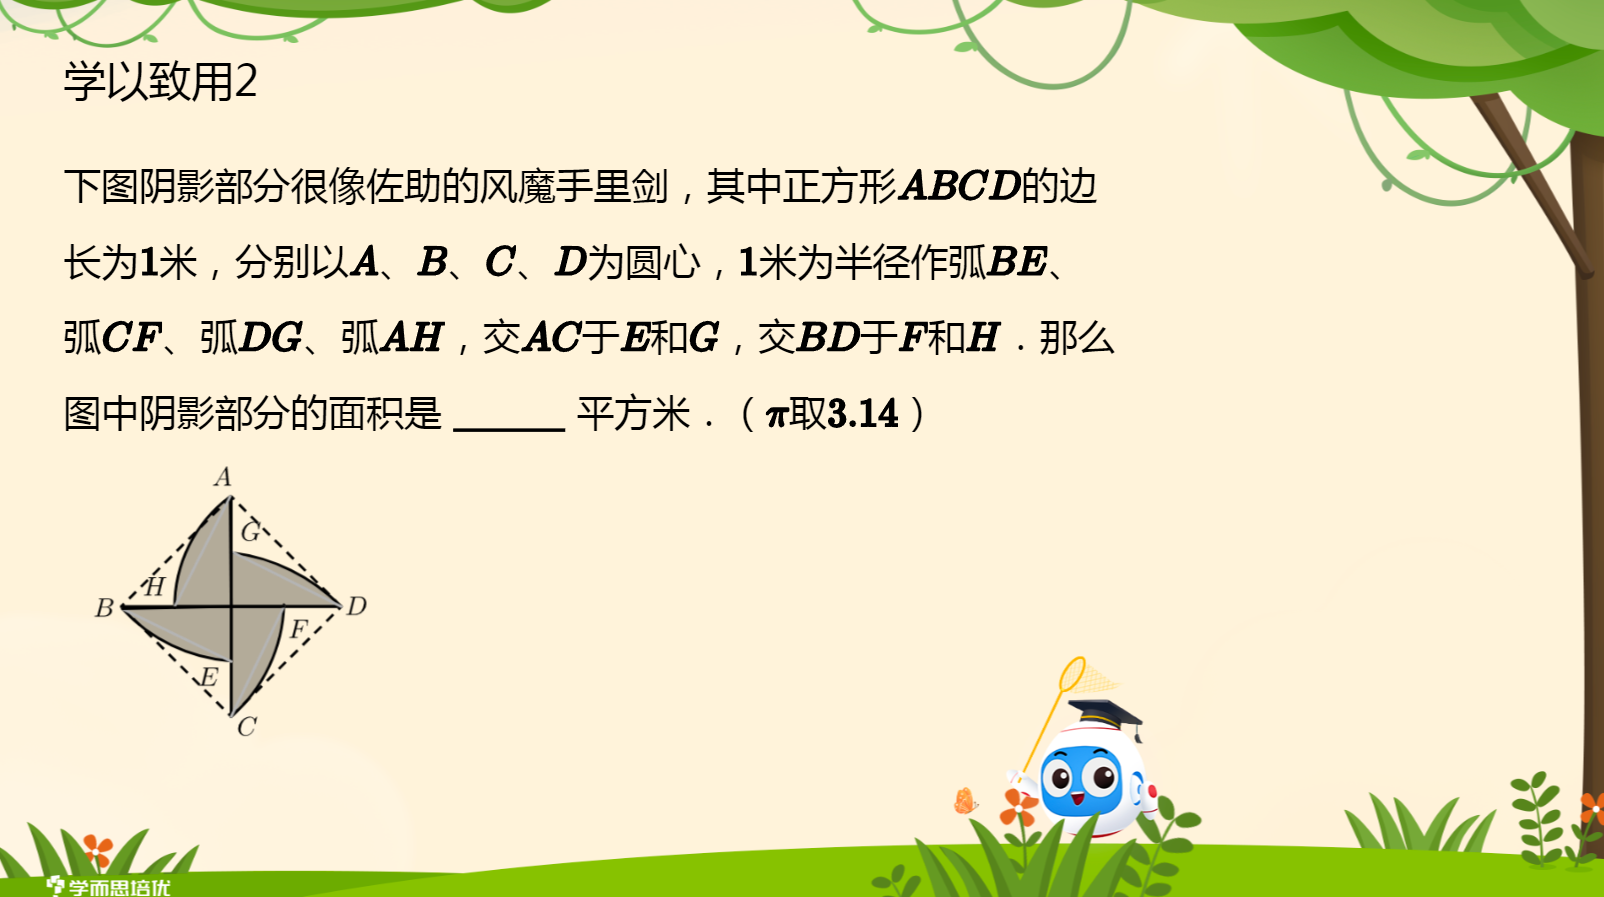 学以致用2
下图阴影部分很像佐助的风魔手里剑，其中正方形ABCD的边
长为1米，分别以A、B、C、D为圆心，1米为半径作弧BE、
弧CF、弧DG、弧AH，交AC于E和G，交BD于F和H．那么
图中阴影部分的面积是 ______ 平方米．（π取3.14）
A
G
H
B
D
F
E
C
学而思培优